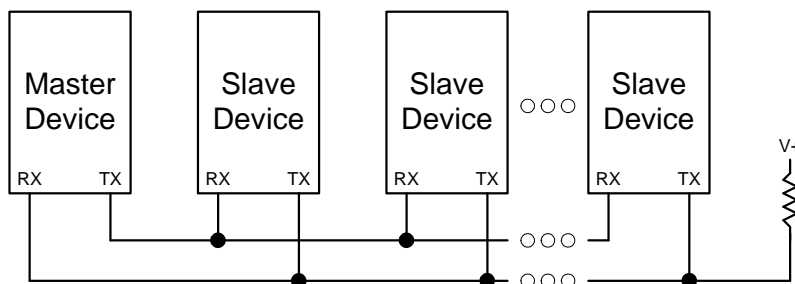 Master
Device
Slave
Device
Slave
Device
Slave
Device
RX TX
RX TX
RX TX
RX TX